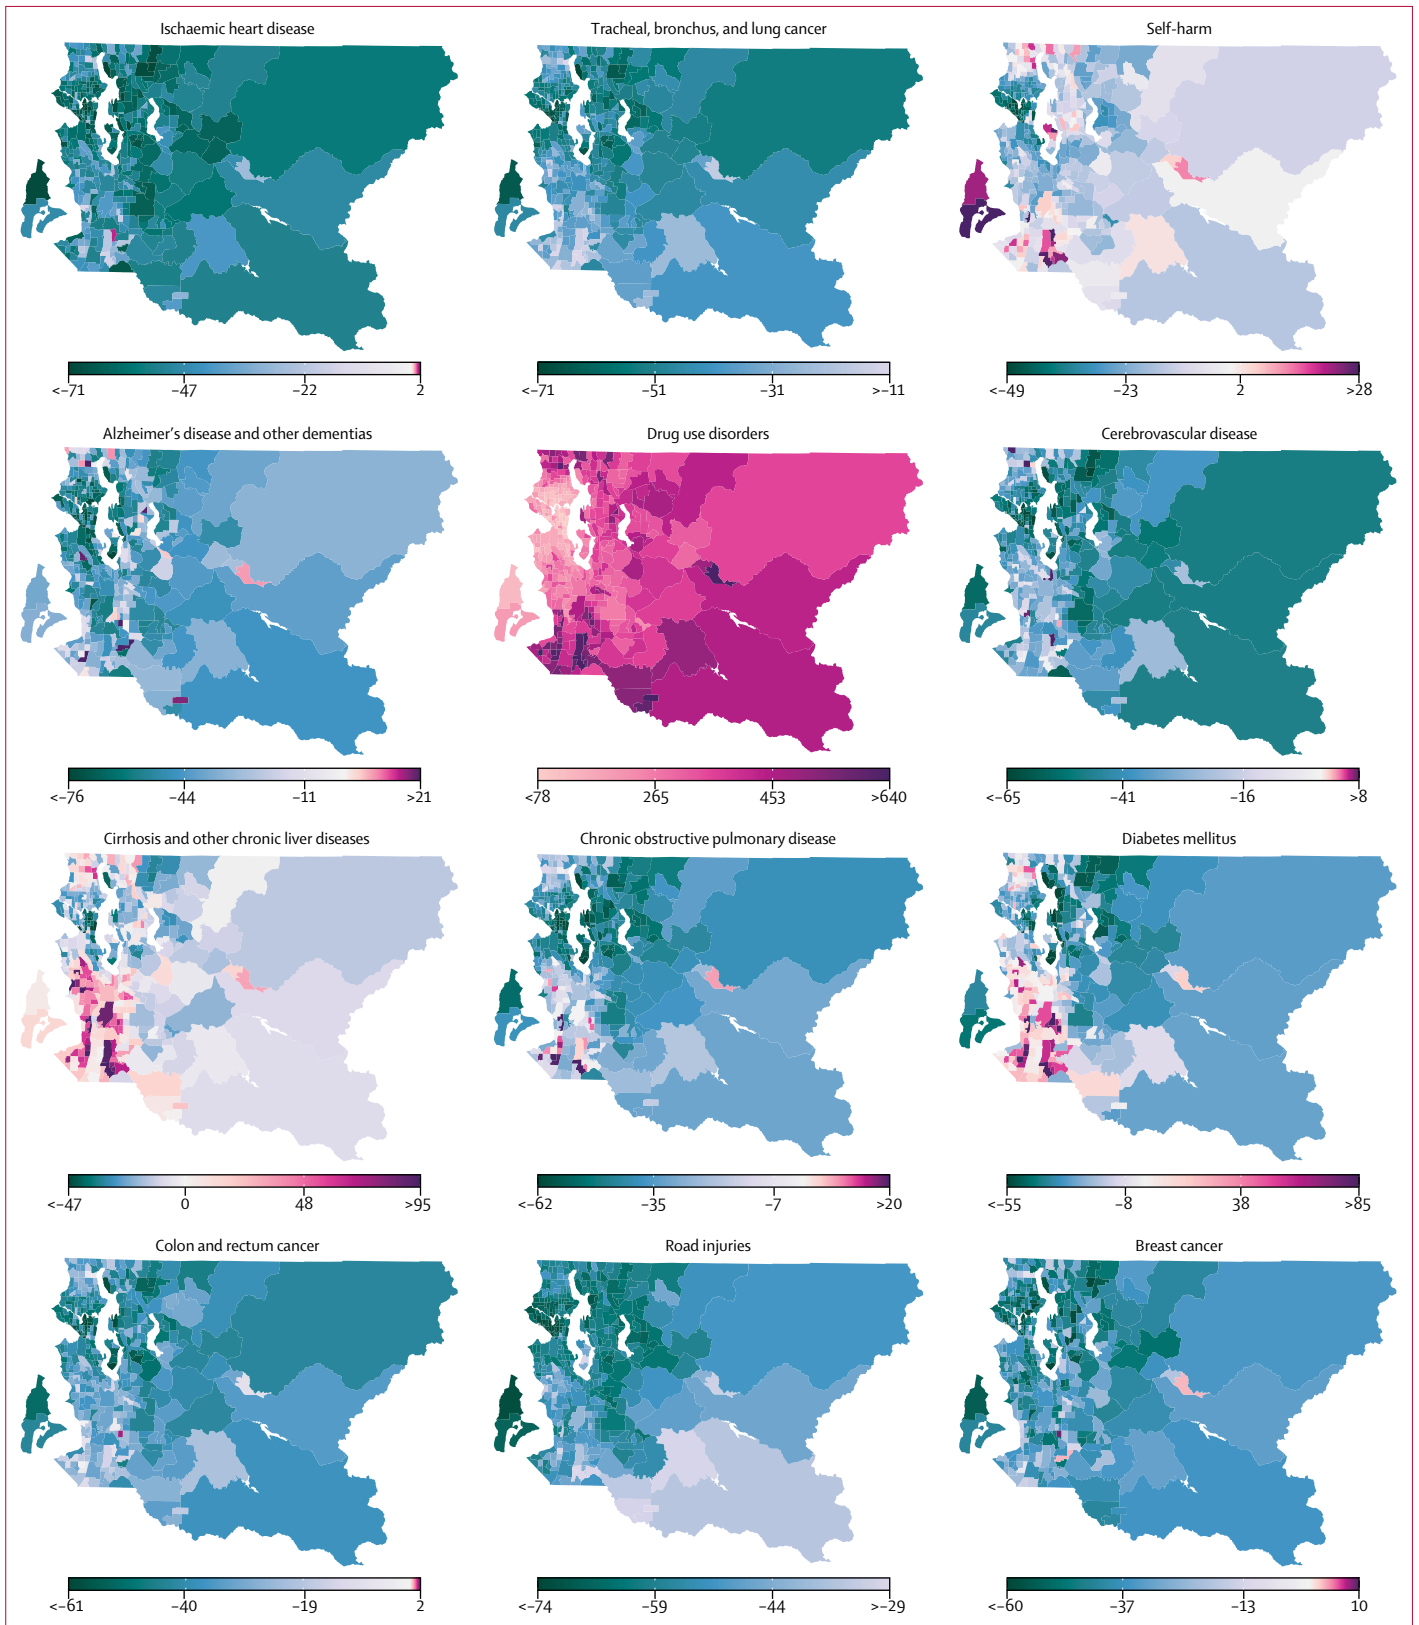 Ischaemic heart disease
Tracheal, bronchus, and lung cancer
Self-harm
<–71 –47 –22 2
<–71 –51 –31 >–11
<–49 –23 2 >28
Alzheimer's disease and other dementias
Drug use disorders
Cerebrovascular disease
<–76 –44 –11 >21
<78 265 453 >640
<–65 –41 –16 >8
Cirrhosis and other chronic liver diseases
Chronic obstructive pulmonary disease
Diabetes mellitus
<–47 0 48 >95
<–62 –35 –7 >20
<–55 –8 38 >85
Colon and rectum cancer
Road injuries
Breast cancer
<–61 –40 –19 2
<–74 –59 –44 >–29
<–60 –37 –13 10